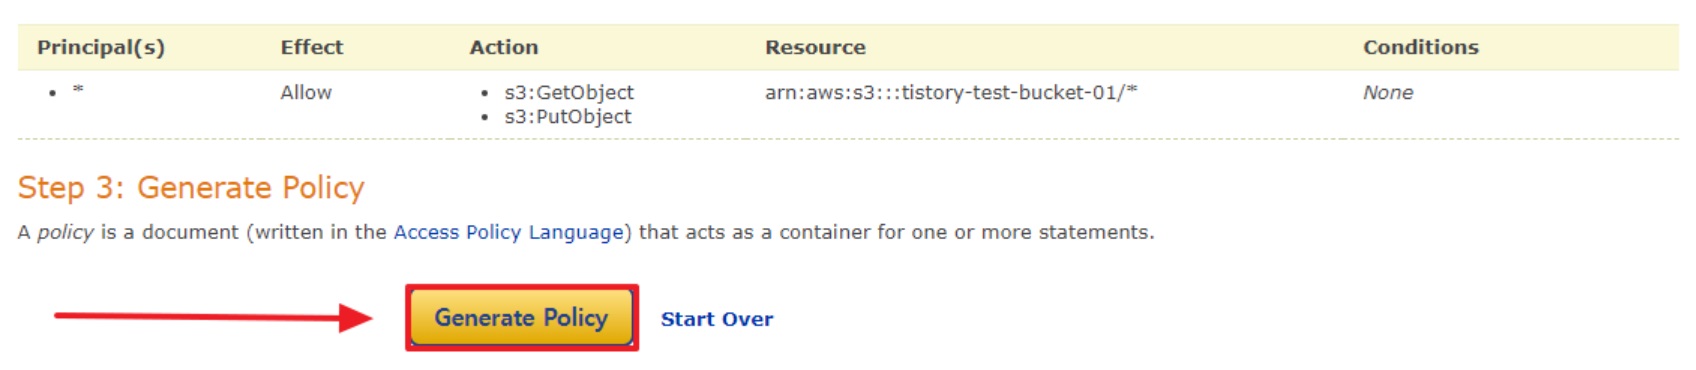 Principal(s) Effect Action Resource Conditions
• * Allow • s3:GetObject arn:aws:s3:::tistory-test-bucket-01/* None
• s3:PutObject
Step 3: Generate Policy
A policy is a document (written in the Access Policy Language) that acts as a container for one or more statements.
Generate Policy Start Over